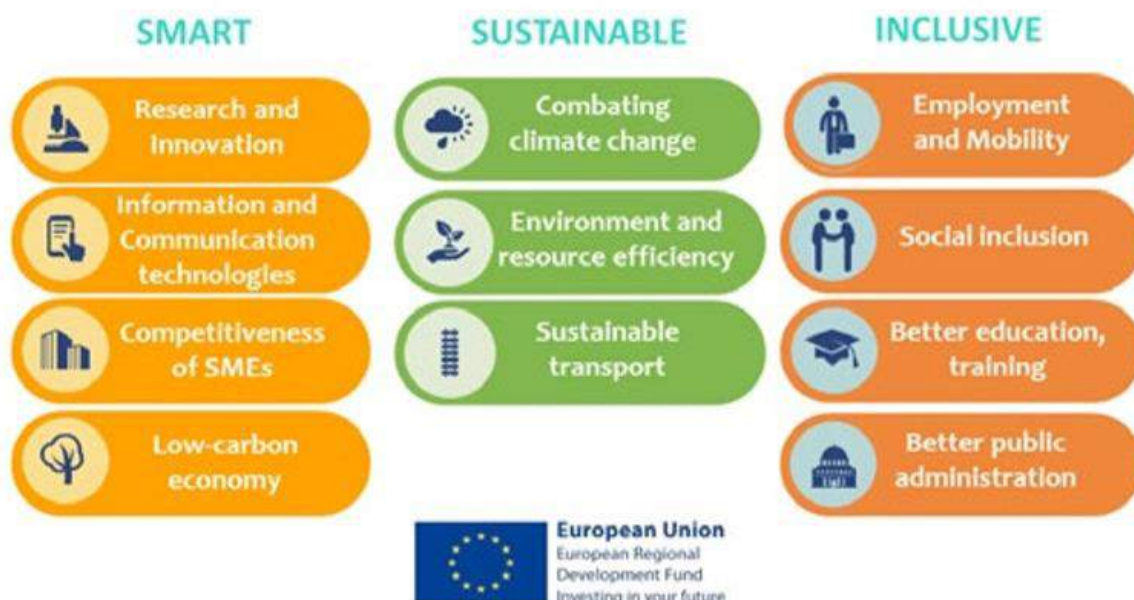 SMART
Research and
Innovation
Information and
Communication
technologies
Competitiveness
of SMEs
Low-carbon
economy
SUSTAINABLE
Combating
climate change
Environment and
resource efficiency
Sustainable
transport
INCLUSIVE
Employment
and Mobility
Social inclusion
Better education,
training
Better public
administration
European Union
European Regional
Development Fund
Investing in your future